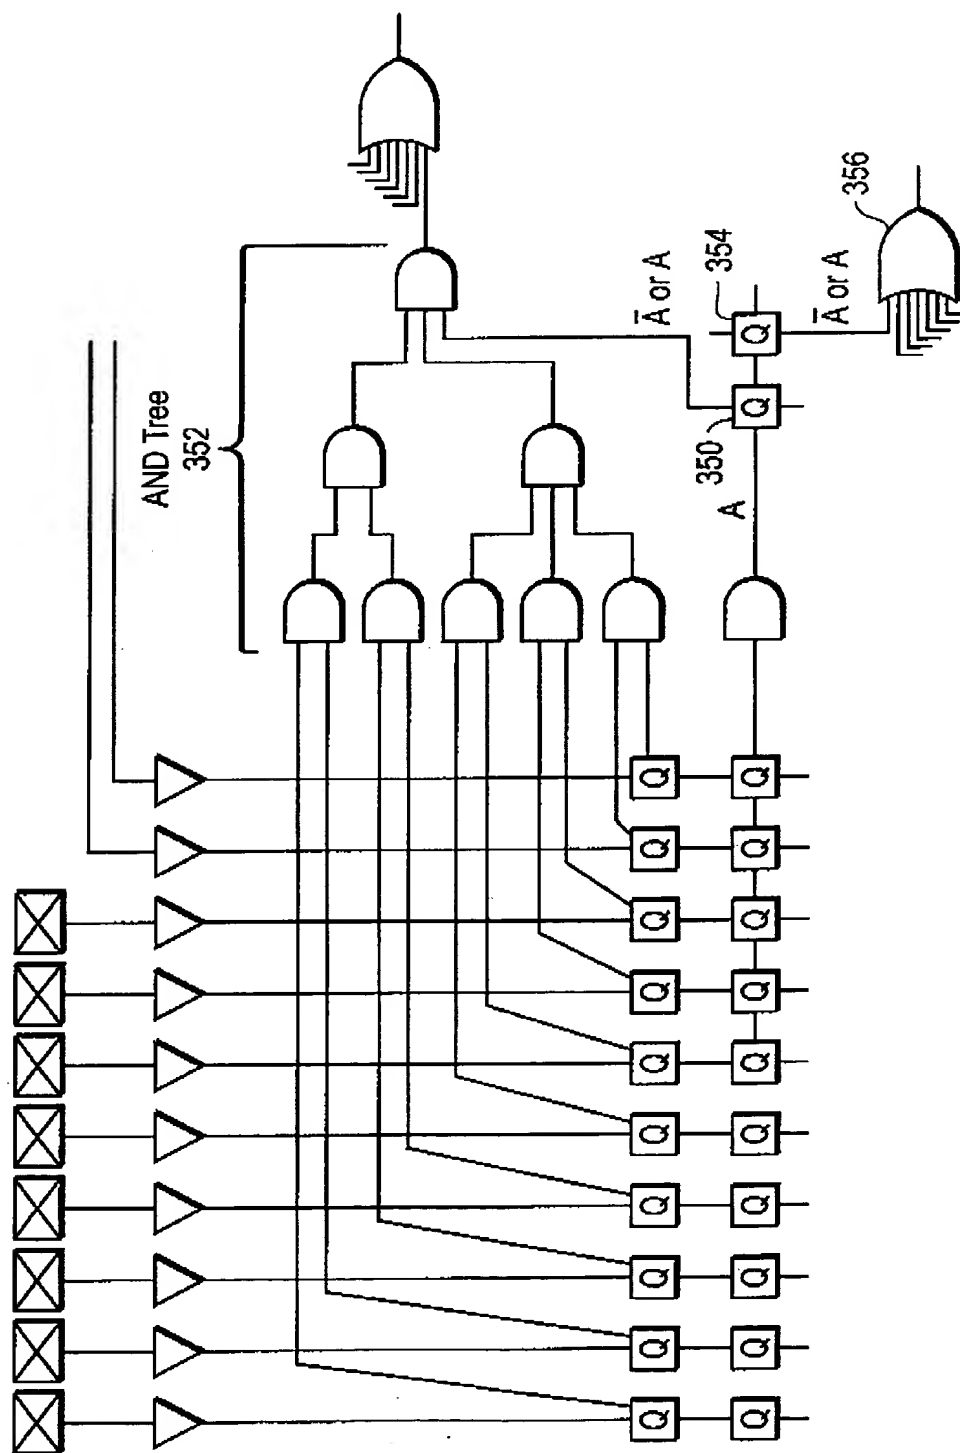 AND Tree
352
Q Q Q Q Q Q Q Q Q Q
Ā or A
350
354
A
Q Q Q Q Q Q Q Q Q Q Q Q
Ā or A
356